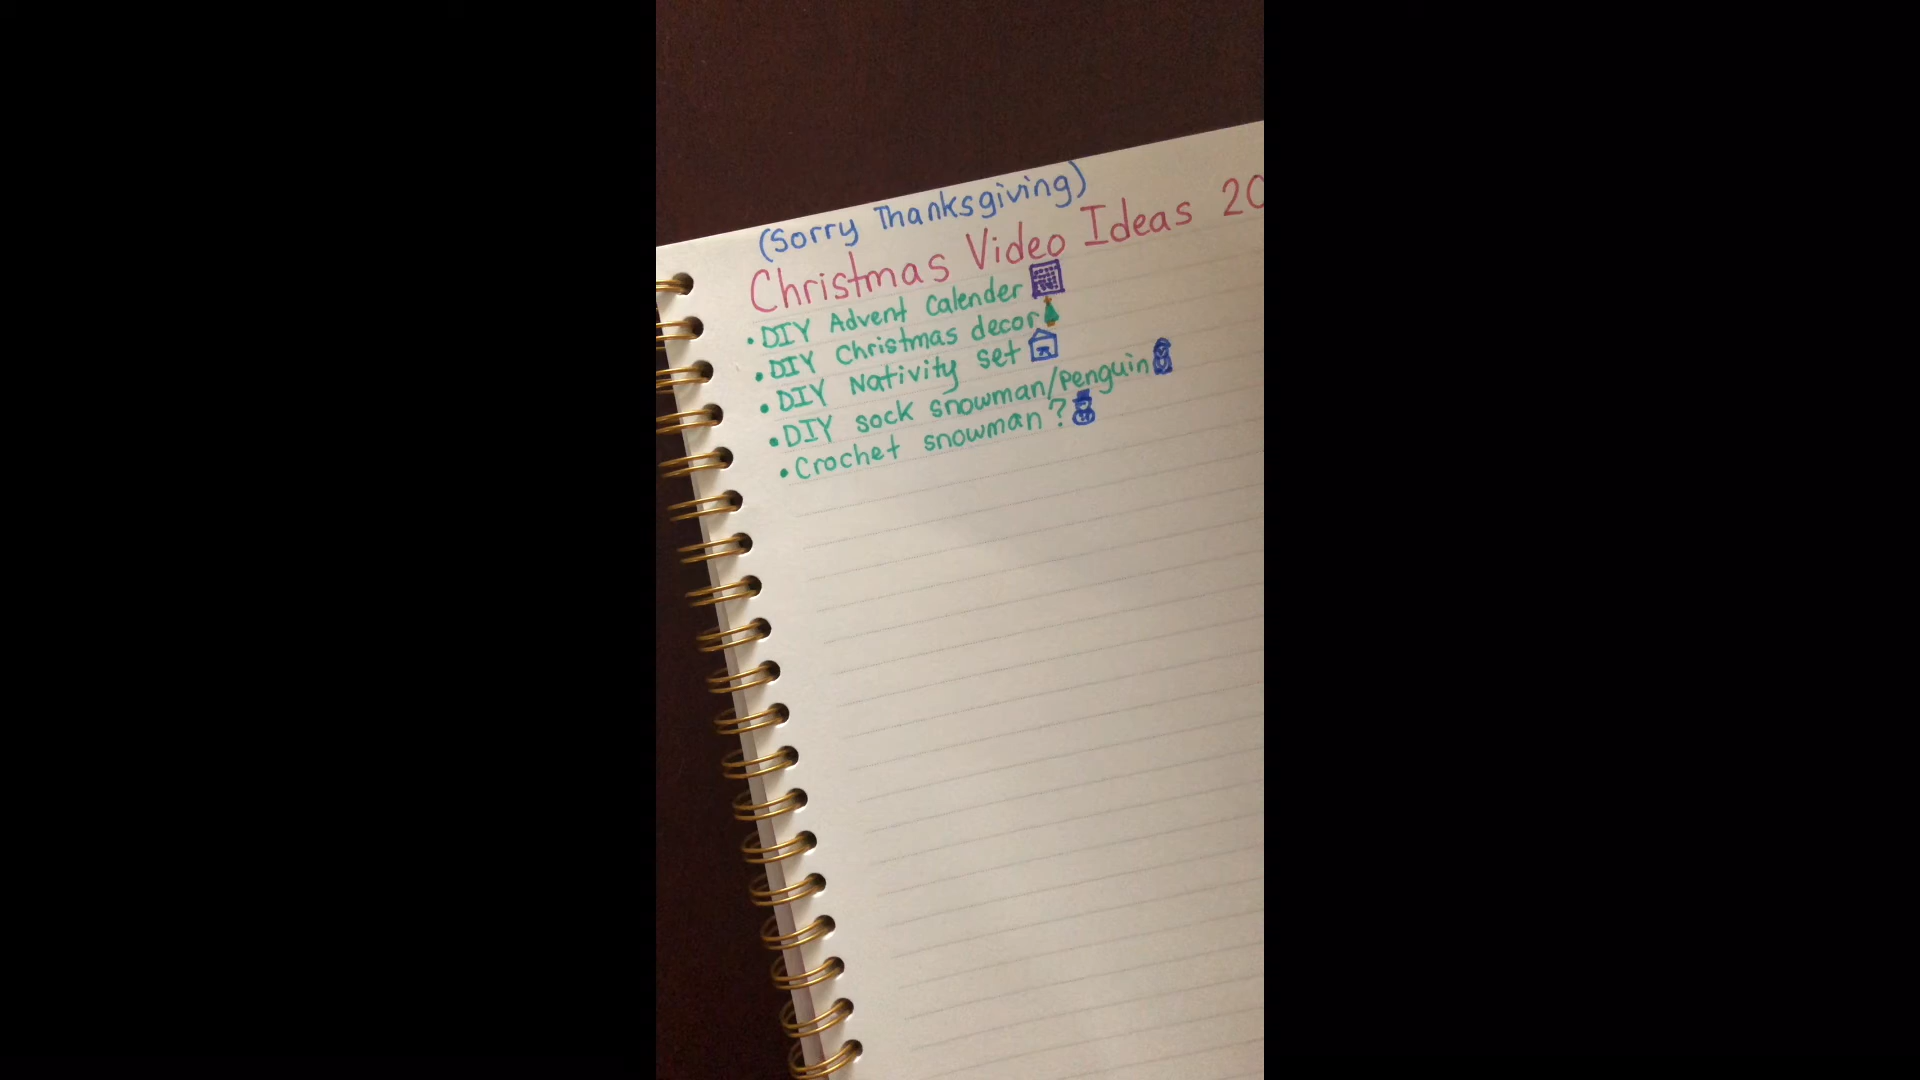 (Sorry Thanksgiving)
Christmas Video Ideas 20
• DIY Advent Calender
• DIY Christmas decor
• DIY Nativity set
• DIY sock snowman/penguin
• Crochet snowman?